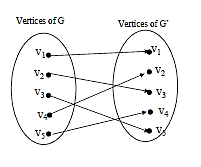 Vertices of G
Vertices of G'
V1 V1
V2 V2
V3 V3
V4 V4
V5 V5